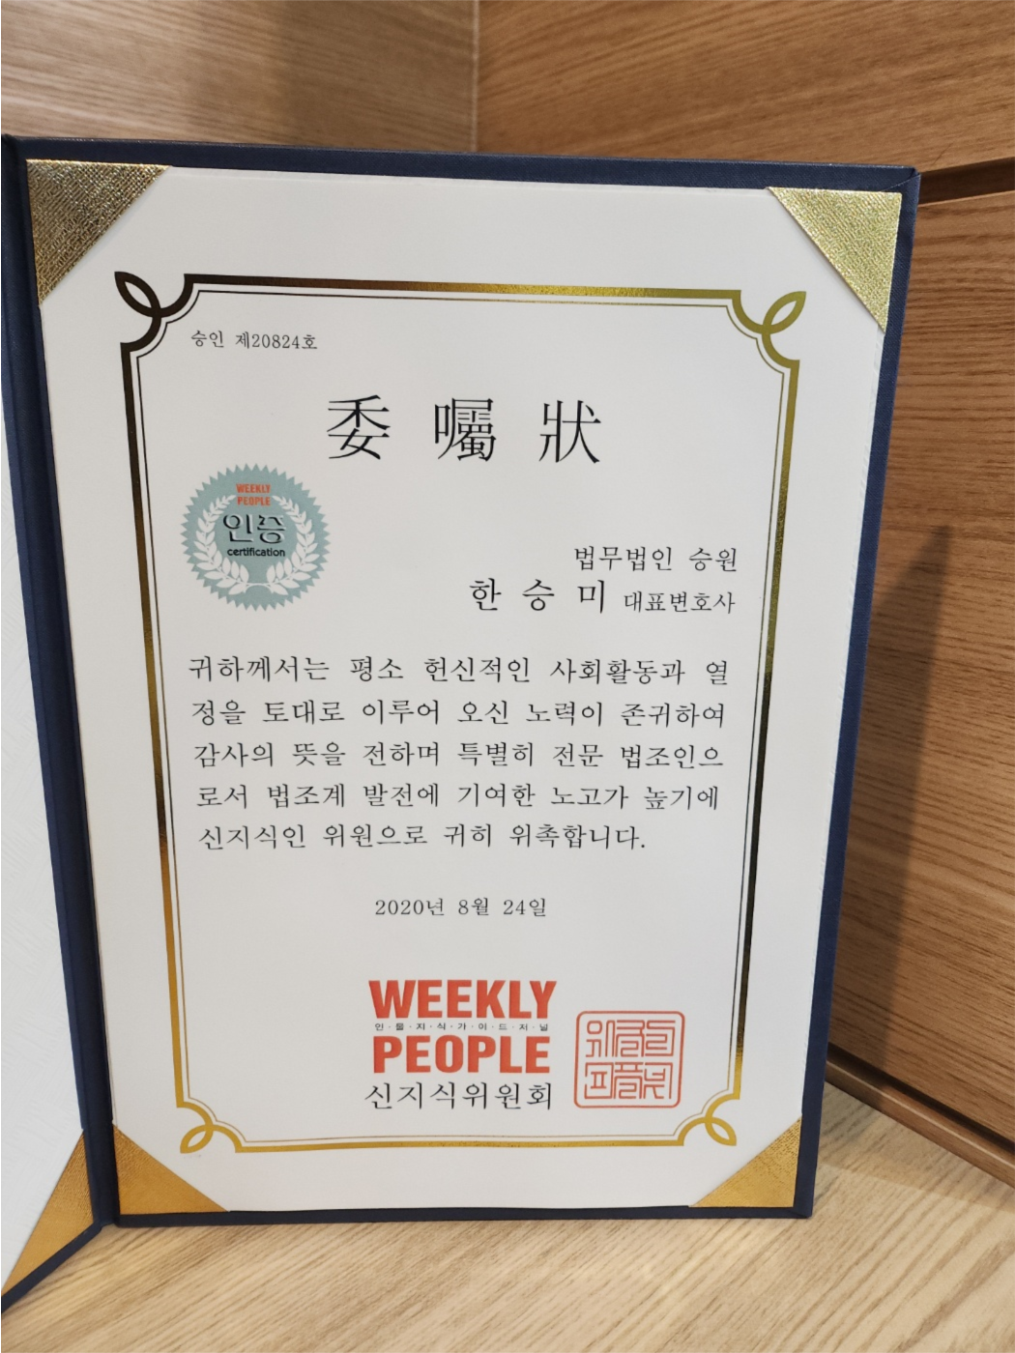 승인 제20824호
委囑狀
WEEKLY
PEOPLE
인증
certification
법무법인 승원
한 승 미 대표변호사
귀하께서는 평소 헌신적인 사회활동과 열
정을 토대로 이루어 오신 노력이 존귀하여
감사의 뜻을 전하며 특별히 전문 법조인으
로서 법조계 발전에 기여한 노고가 높기에
신지식인 위원으로 귀히 위촉합니다.
2020년 8월 24일
WEEKLY
인·물·지·식·가·이·드·저·널
PEOPLE
신지식위원회